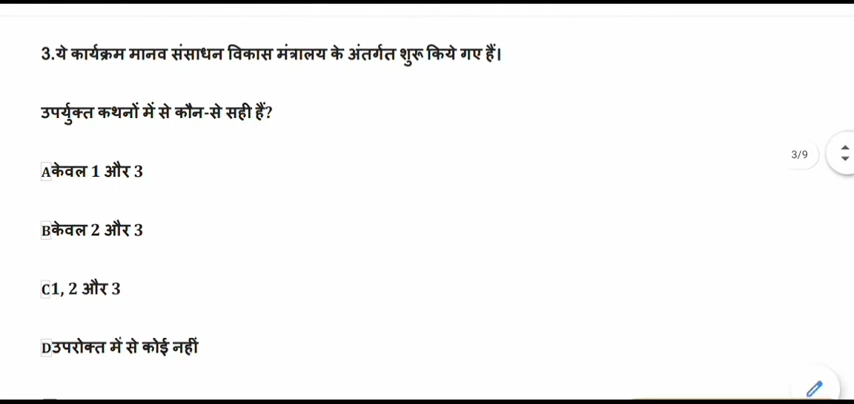 3.ये कार्यक्रम मानव संसाधन विकास मंत्रालय के अंतर्गत शुरू किये गए हैं।
उपर्युक्त कथनों में से कौन-से सही हैं?
3/9
Aकेवल 1 और 3
Bकेवल 2 और 3
C1, 2 और 3
Dउपरोक्त में से कोई नहीं